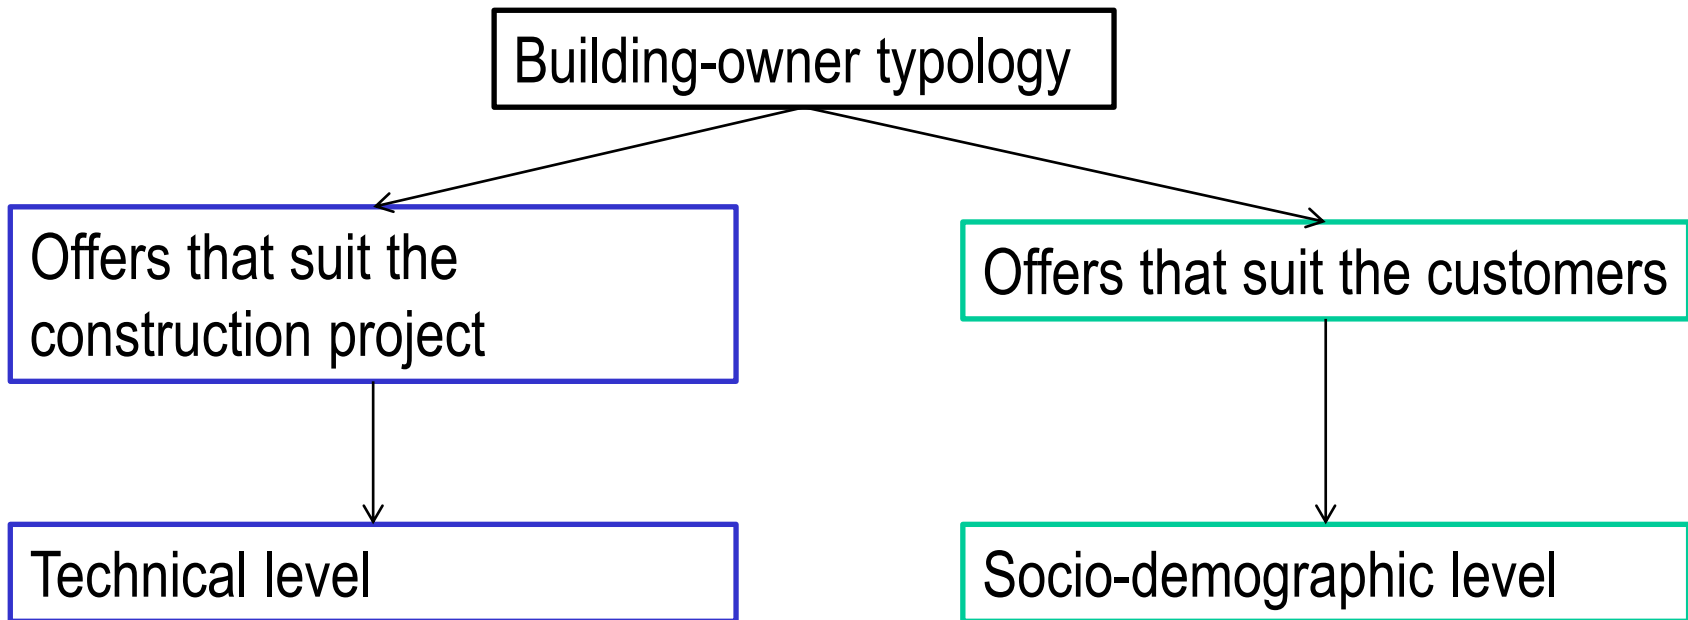 Building-owner typology
Offers that suit the
construction project
Offers that suit the customers
Technical level
Socio-demographic level